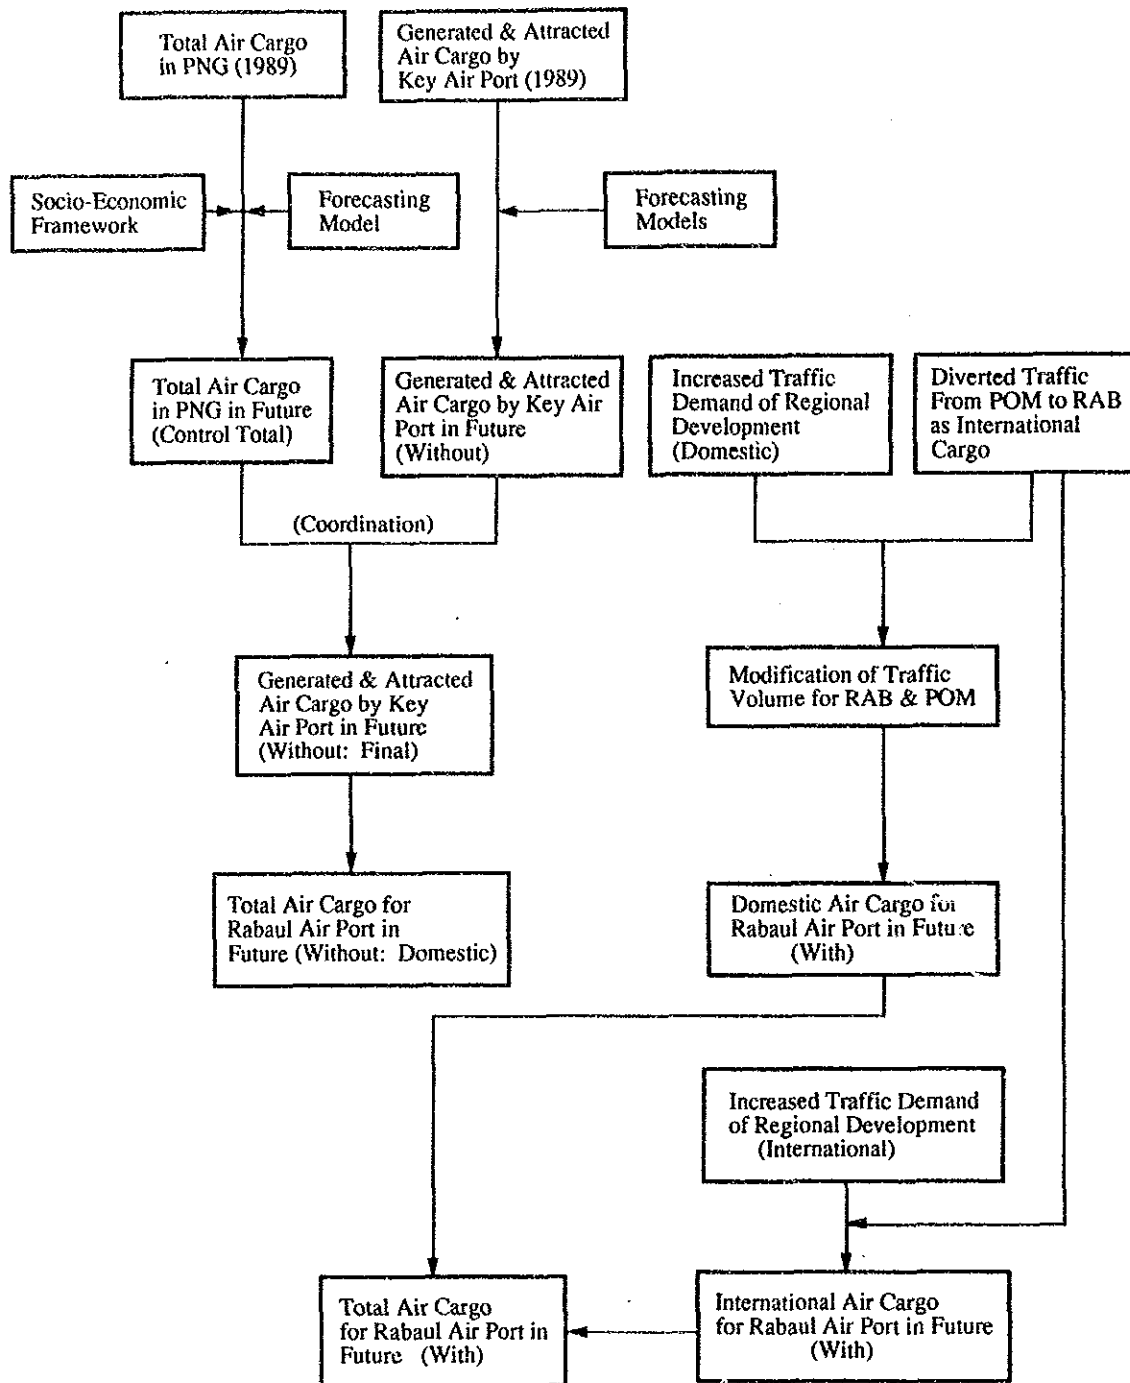 Total Air Cargo
in PNG (1989)
Generated & Attracted
Air Cargo by
Key Air Port (1989)
Socio-Economic
Framework
Forecasting
Model
Forecasting
Models
Total Air Cargo
in PNG in Future
(Control Total)
Generated & Attracted
Air Cargo by Key Air
Port in Future
(Without)
Increased Traffic
Demand of Regional
Development
(Domestic)
Diverted Traffic
From POM to RAB
as International
Cargo
(Coordination)
Generated & Attracted
Air Cargo by Key
Air Port in Future
(Without: Final)
Modification of Traffic
Volume for RAB & POM
Total Air Cargo for
Rabaul Air Port in
Future (Without: Domestic)
Domestic Air Cargo for
Rabaul Air Port in Future
(With)
Increased Traffic Demand
of Regional Development
(International)
Total Air Cargo
for Rabaul Air Port in
Future (With)
International Air Cargo
for Rabaul Air Port in Future
(With)